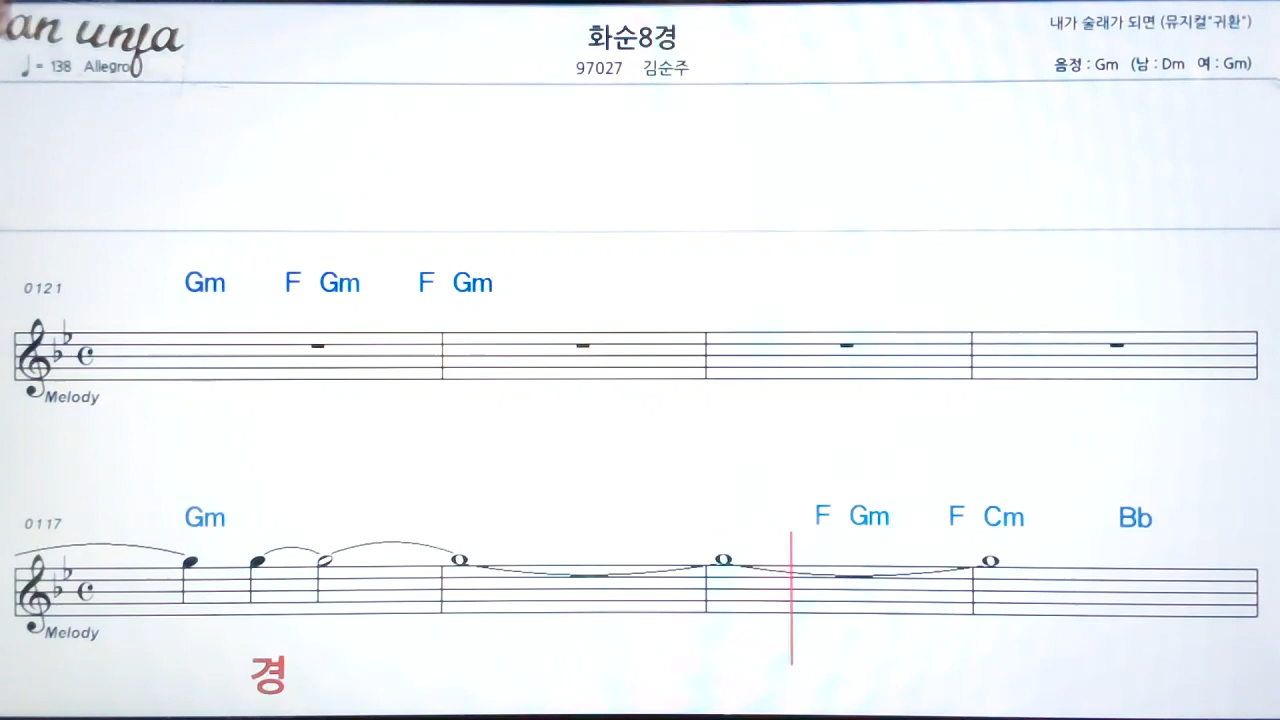 an unfa
♩ = 138 Allegro
화순8경
97027 김순주
내가 술래가 되면 (뮤지컬"귀환")
음정 : Gm (남 : Dm 여 : Gm)
0121 Gm F Gm F Gm
Melody
0117 Gm F Gm F Cm Bb
Melody
경